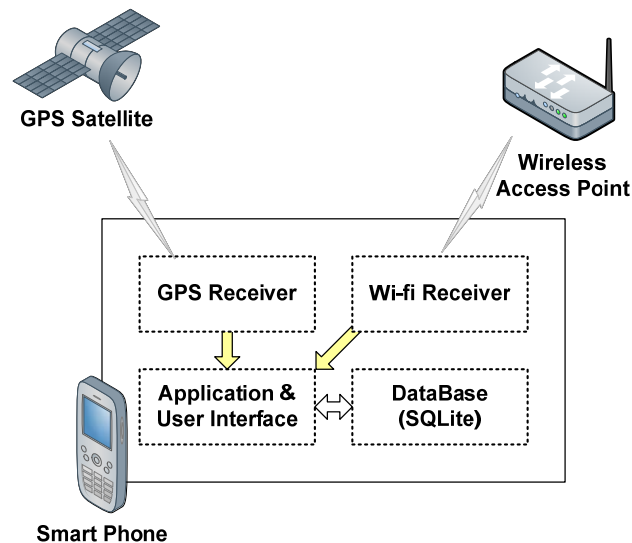 GPS Satellite
Wireless
Access Point
GPS Receiver
Wi-fi Receiver
Application &
User Interface
DataBase
(SQLite)
Smart Phone